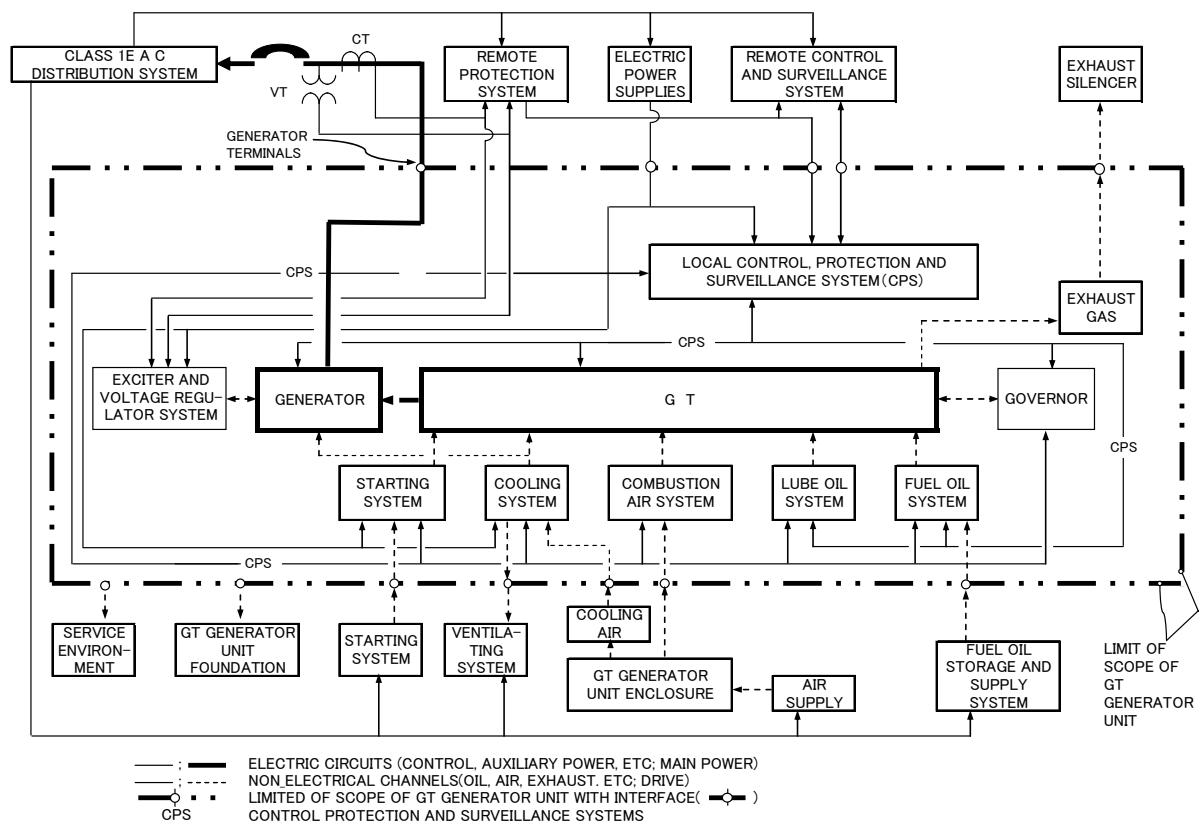 CLASS 1E A C
DISTRIBUTION SYSTEM
CT
VT
REMOTE
PROTECTION
SYSTEM
ELECTRIC
POWER
SUPPLIES
REMOTE CONTROL
AND SURVEILLANCE
SYSTEM
EXHAUST
SILENCER
GENERATOR
TERMINALS
CPS
LOCAL CONTROL, PROTECTION AND
SURVEILLANCE SYSTEM(CPS)
EXHAUST
GAS
CPS
EXCITER AND
VOLTAGE REGU-
LATOR SYSTEM
GENERATOR
G T
GOVERNOR
CPS
STARTING
SYSTEM
COOLING
SYSTEM
COMBUSTION
AIR SYSTEM
LUBE OIL
SYSTEM
FUEL OIL
SYSTEM
CPS
SERVICE
ENVIRON-
MENT
GT GENERATOR
UNIT
FOUNDATION
STARTING
SYSTEM
VENTILA-
TING SYSTEM
COOLING
AIR
GT GENERATOR
UNIT ENCLOSURE
AIR
SUPPLY
FUEL OIL
STORAGE AND
SUPPLY
SYSTEM
LIMIT OF
SCOPE OF
GT
GENERATOR
UNIT
; ELECTRIC CIRCUITS (CONTROL, AUXILIARY POWER, ETC; MAIN POWER)
; NON_ELECTRICAL CHANNELS(OIL, AIR, EXHAUST. ETC; DRIVE)
LIMITED OF SCOPE OF GT GENERATOR UNIT WITH INTERFACE( )
CPS CONTROL PROTECTION AND SURVEILLANCE SYSTEMS